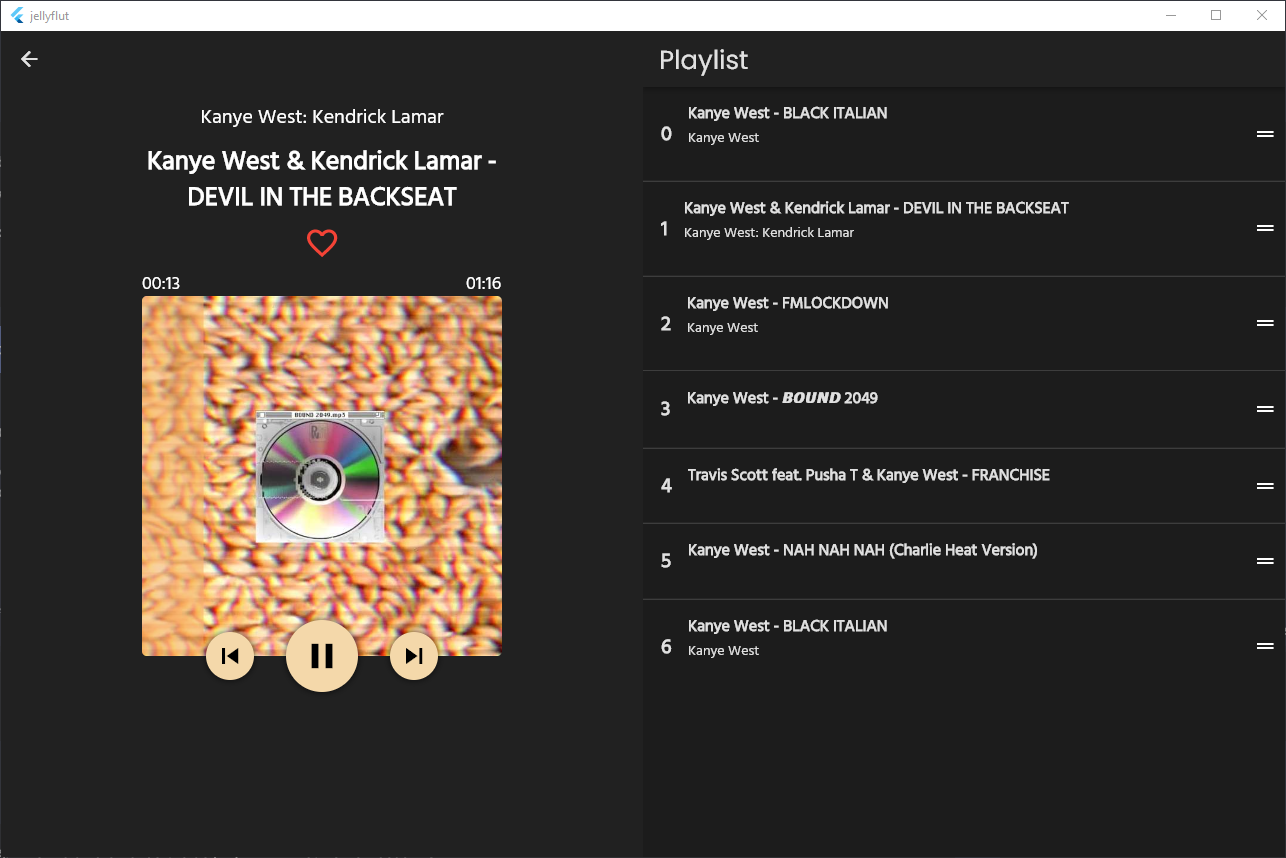 jellyflut
Kanye West: Kendrick Lamar
Kanye West & Kendrick Lamar -
DEVIL IN THE BACKSEAT
00:13
01:16
BOUND 2049.mp3
Playlist
0
Kanye West - BLACK ITALIAN
Kanye West
1
Kanye West & Kendrick Lamar - DEVIL IN THE BACKSEAT
Kanye West: Kendrick Lamar
2
Kanye West - FMLOCKDOWN
Kanye West
3
Kanye West - BOUND 2049
4
Travis Scott feat. Pusha T & Kanye West - FRANCHISE
5
Kanye West - NAH NAH NAH (Charlie Heat Version)
6
Kanye West - BLACK ITALIAN
Kanye West